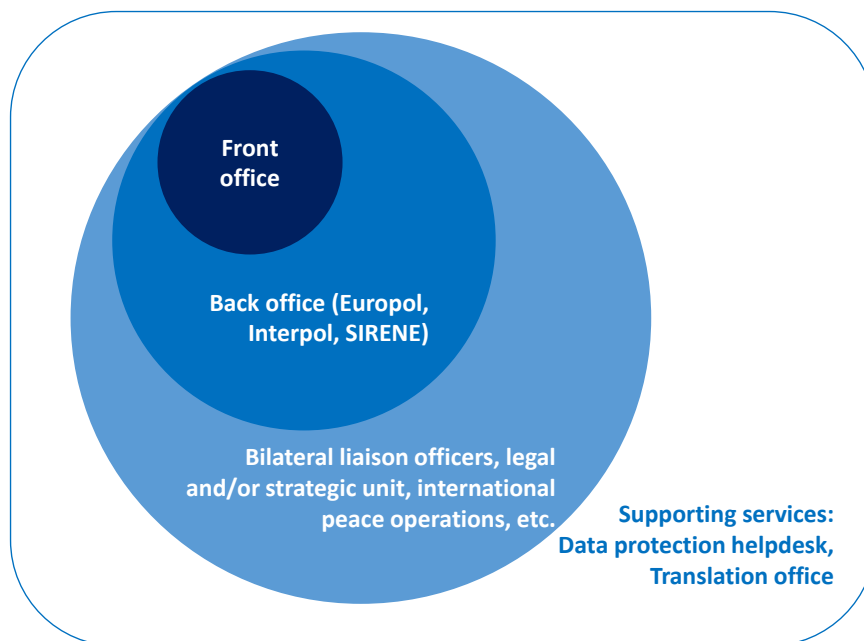 Front
office
Back office (Europol,
Interpol, SIRENE)
Bilateral liaison officers, legal
and/or strategic unit, international
peace operations, etc.
Supporting services:
Data protection helpdesk,
Translation office